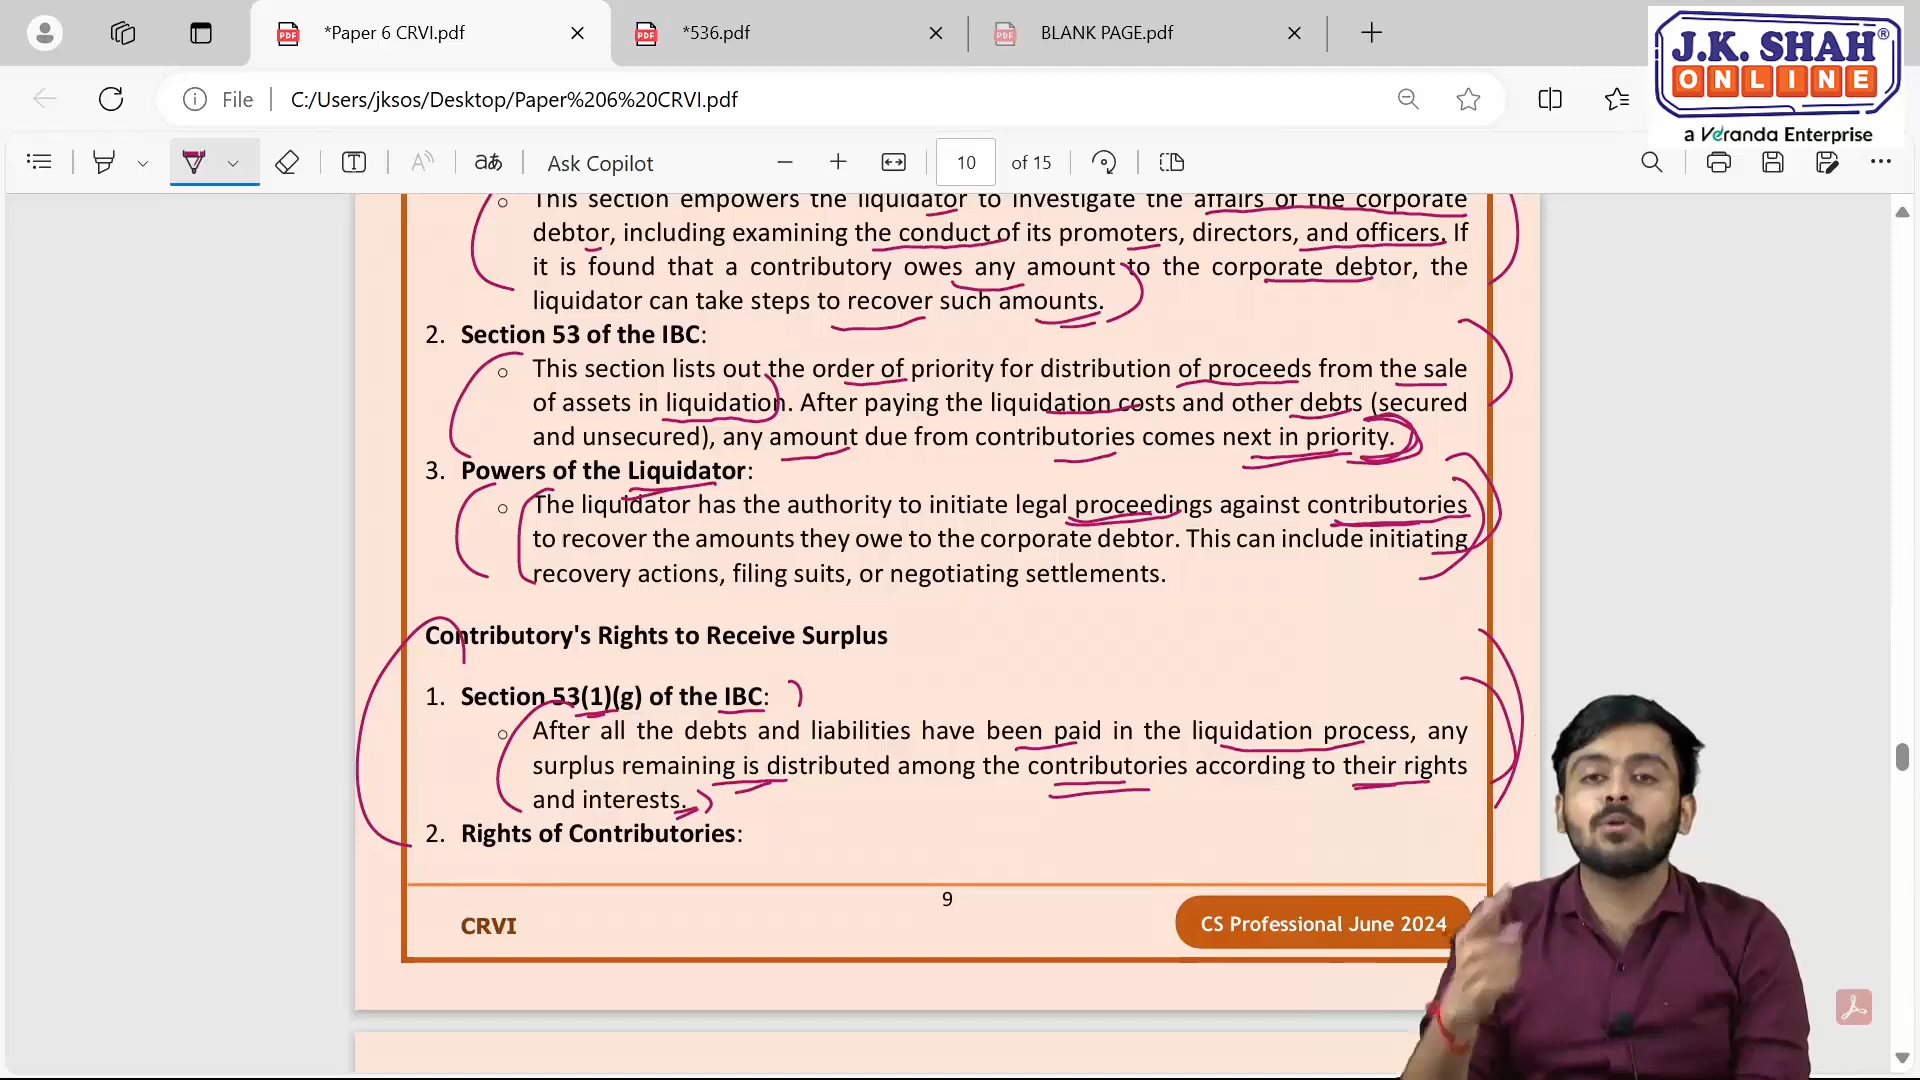 *Paper 6 CRVI.pdf
*536.pdf
BLANK PAGE.pdf
J.K. SHAH®
ONLINE
a Veranda Enterprise
File
C:/Users/jksos/Desktop/Paper%206%20CRVI.pdf
Ask Copilot
10 of 15
This section empowers the liquidator to investigate the affairs of the corporate
debtor, including examining the conduct of its promoters, directors, and officers. If
it is found that a contributory owes any amount to the corporate debtor, the
liquidator can take steps to recover such amounts.
2. Section 53 of the IBC:
This section lists out the order of priority for distribution of proceeds from the sale
of assets in liquidation. After paying the liquidation costs and other debts (secured
and unsecured), any amount due from contributories comes next in priority.
3. Powers of the Liquidator:
The liquidator has the authority to initiate legal proceedings against contributories
to recover the amounts they owe to the corporate debtor. This can include initiating
recovery actions, filing suits, or negotiating settlements.
Contributory's Rights to Receive Surplus
1. Section 53(1)(g) of the IBC:
After all the debts and liabilities have been paid in the liquidation process, any
surplus remaining is distributed among the contributories according to their rights
and interests.
2. Rights of Contributories:
9
CRVI
CS Professional June 2024